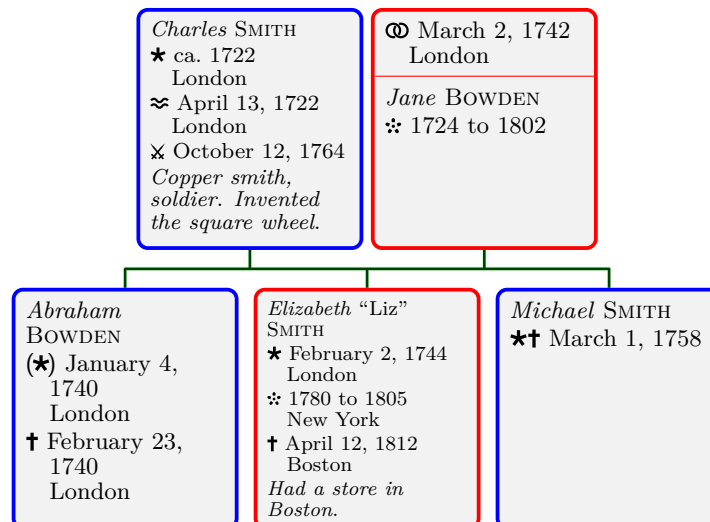 Charles SMITH
* ca. 1722
London
≈ April 13, 1722
London
⚔ October 12, 1764
Copper smith,
soldier. Invented
the square wheel.
⚭ March 2, 1742
London
Jane BOWDEN
⁘ 1724 to 1802
Abraham
BOWDEN
(*) January 4,
1740
London
† February 23,
1740
London
Elizabeth “Liz”
SMITH
* February 2, 1744
London
⁘ 1780 to 1805
New York
† April 12, 1812
Boston
Had a store in
Boston.
Michael SMITH
*† March 1, 1758